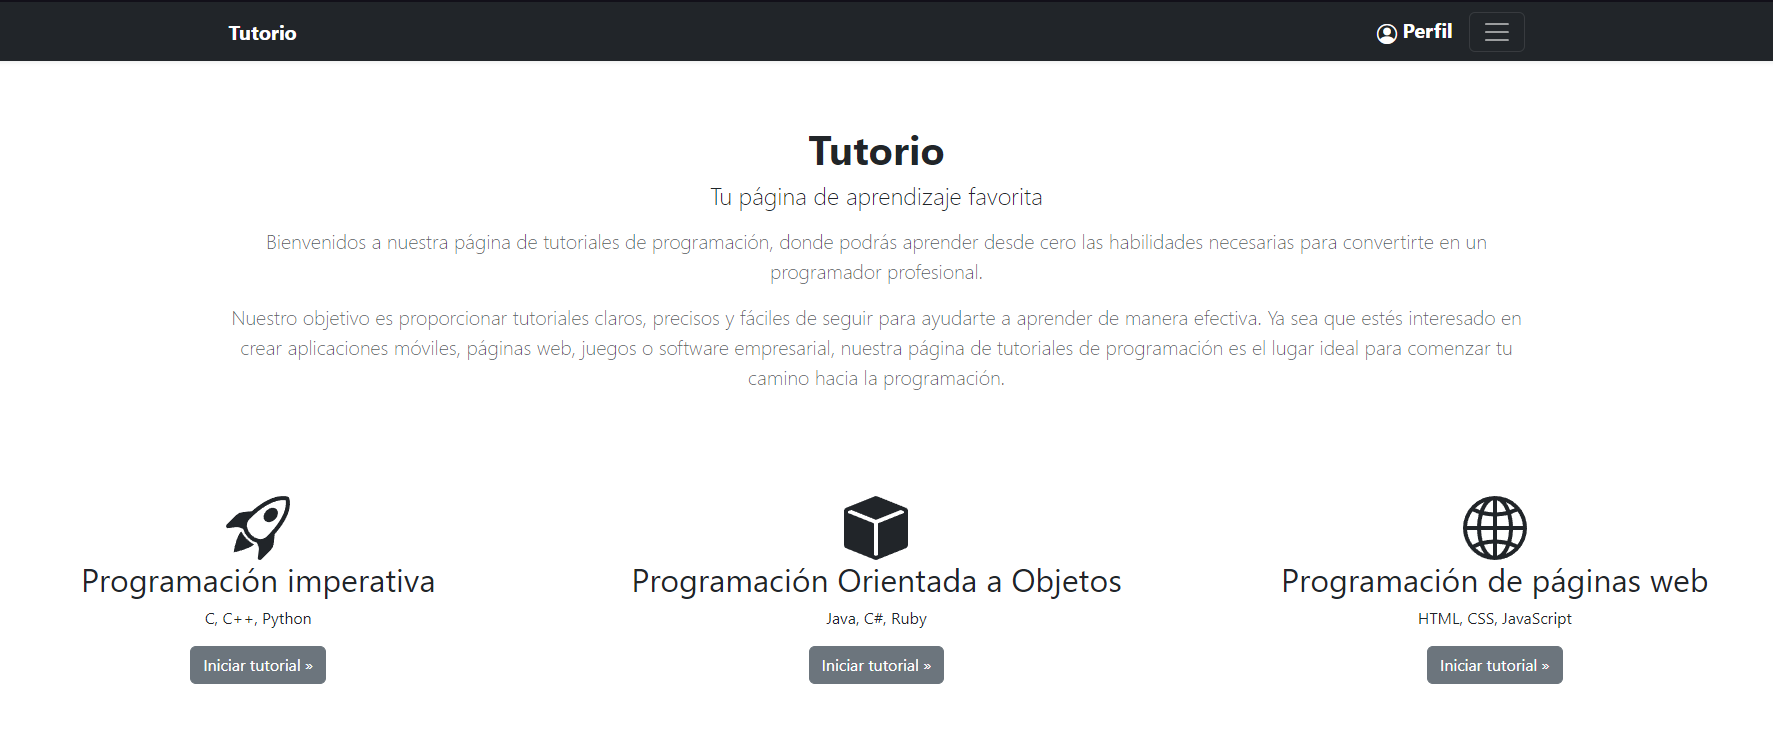 Tutorio
Perfil
Tutorio
Tu página de aprendizaje favorita
Bienvenidos a nuestra página de tutoriales de programación, donde podrás aprender desde cero las habilidades necesarias para convertirte en un
programador profesional.
Nuestro objetivo es proporcionar tutoriales claros, precisos y fáciles de seguir para ayudarte a aprender de manera efectiva. Ya sea que estés interesado en
crear aplicaciones móviles, páginas web, juegos o software empresarial, nuestra página de tutoriales de programación es el lugar ideal para comenzar tu
camino hacia la programación.
Programación imperativa
C, C++, Python
Iniciar tutorial »
Programación Orientada a Objetos
Java, C#, Ruby
Iniciar tutorial »
Programación de páginas web
HTML, CSS, JavaScript
Iniciar tutorial »